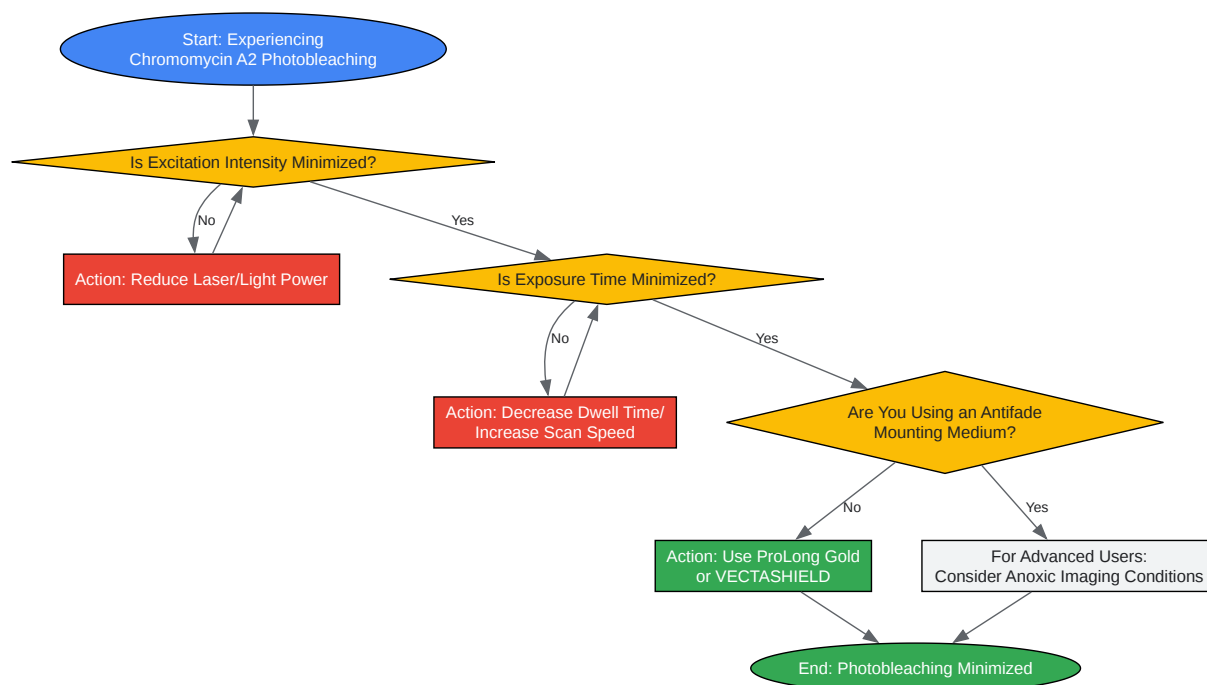 Start: Experiencing
Chromomycin A2 Photobleaching
Is Excitation Intensity Minimized?
No
Yes
Action: Reduce Laser/Light Power
Is Exposure Time Minimized?
No
Yes
Action: Decrease Dwell Time/
Increase Scan Speed
Are You Using an Antifade
Mounting Medium?
No
Yes
Action: Use ProLong Gold
or VECTASHIELD
For Advanced Users:
Consider Anoxic Imaging Conditions
End: Photobleaching Minimized